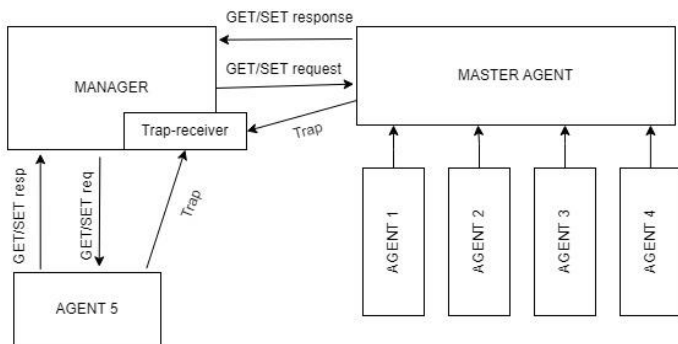 GET/SET response
MANAGER
GET/SET request
MASTER AGENT
Trap-receiver
Trap
GET/SET resp
GET/SET req
Trap
AGENT 1
AGENT 2
AGENT 3
AGENT 4
AGENT 5